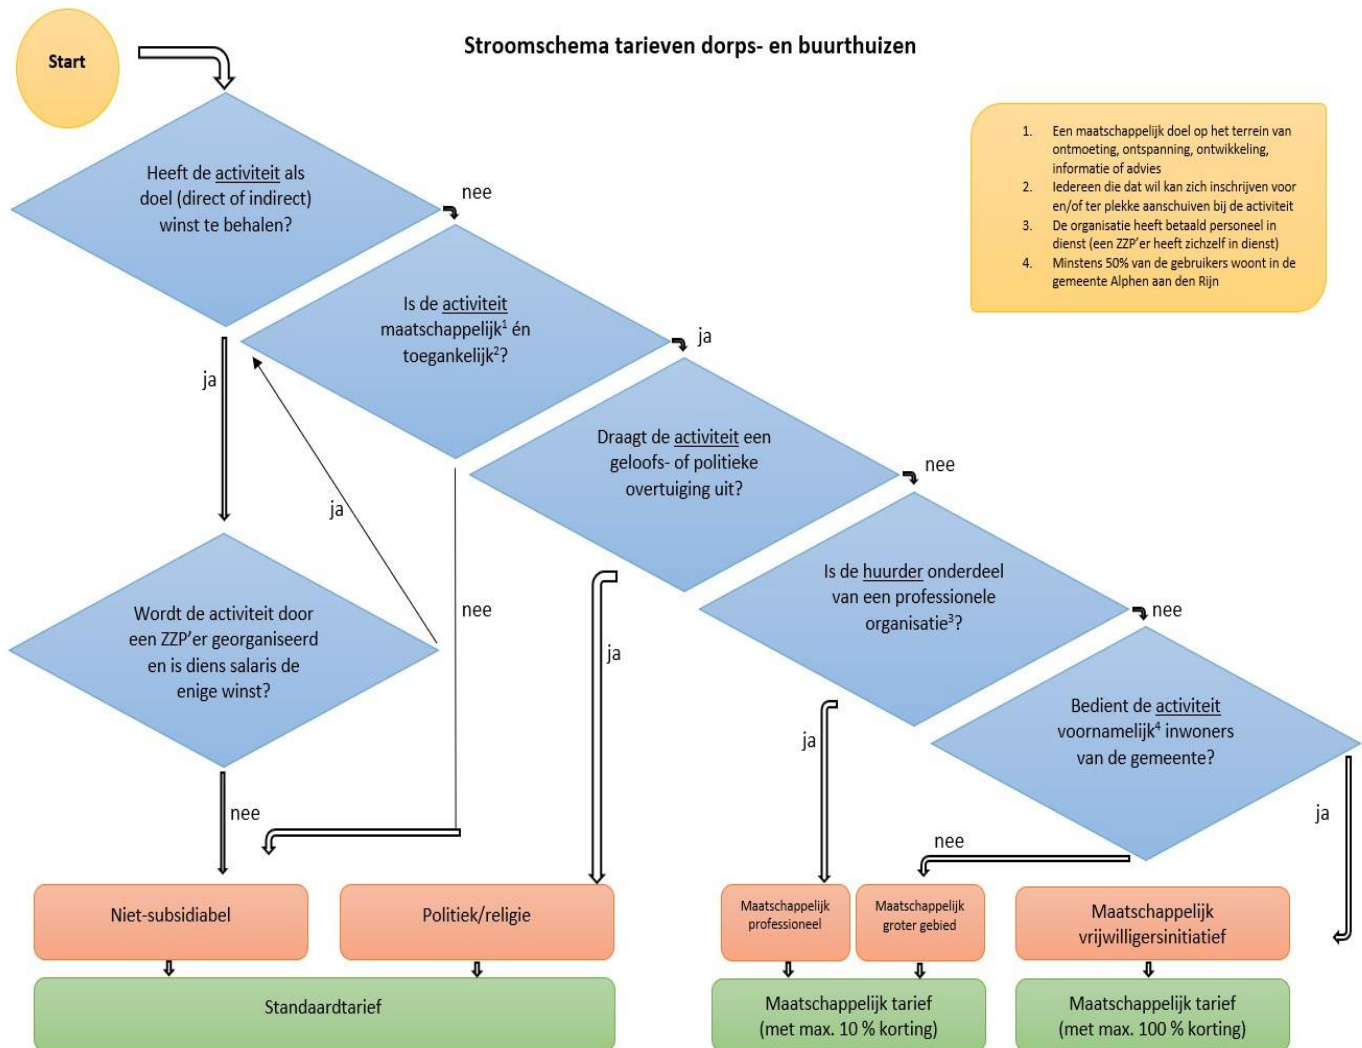 Stroomschema tarieven dorps- en buurthuizen
Start
1. Een maatschappelijk doel op het terrein van
ontmoeting, ontspanning, ontwikkeling,
informatie of advies
2. Iedereen die dat wil kan zich inschrijven voor
en/of ter plekke aanschuiven bij de activiteit
3. De organisatie heeft betaald personeel in
dienst (een ZZP'er heeft zichzelf in dienst)
4. Minstens 50% van de gebruikers woont in de
gemeente Alphen aan den Rijn
Heeft de activiteit als
doel (direct of indirect)
winst te behalen?
nee
ja
Is de activiteit
maatschappelijk¹ én
toegankelijk²?
ja
nee
Draagt de activiteit een
geloofs- of politieke
overtuiging uit?
nee
ja
Is de huurder onderdeel
van een professionele
organisatie³?
nee
ja
Wordt de activiteit door
een ZZP'er georganiseerd
en is diens salaris de
enige winst?
ja
nee
Bedient de activiteit
voornamelijk⁴ inwoners
van de gemeente?
nee
ja
Niet-subsidiabel
Politiek/religie
Maatschappelijk
professioneel
Maatschappelijk
groter gebied
Maatschappelijk
vrijwilligersinitiatief
Standaardtarief
Maatschappelijk tarief
(met max. 10 % korting)
Maatschappelijk tarief
(met max. 100 % korting)